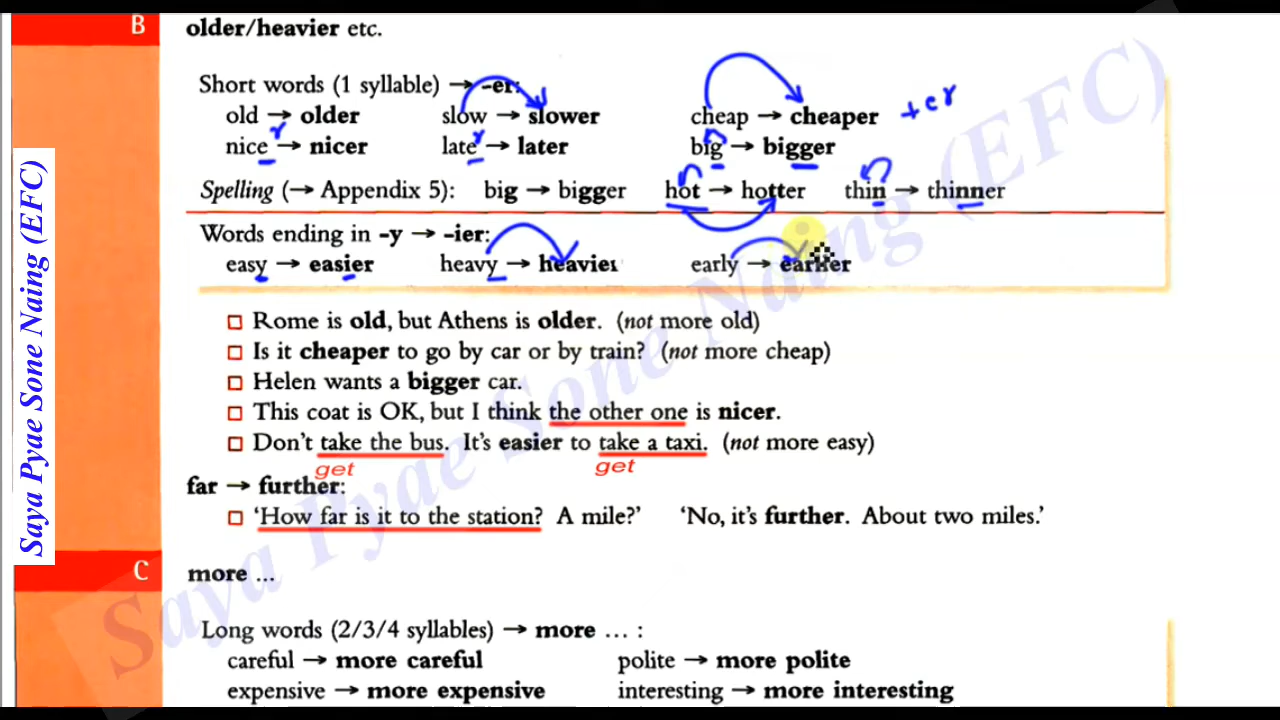 B
older/heavier etc.
Short words (1 syllable) → -er:
old → older slow → slower cheap → cheaper +er
r r
nice → nicer late → later big → bigger
Spelling (→ Appendix 5): big → bigger hot → hotter thin → thinner
Words ending in -y → -ier:
easy → easier heavy → heavier early → earlier
Rome is old, but Athens is older. (not more old)
Is it cheaper to go by car or by train? (not more cheap)
Helen wants a bigger car.
This coat is OK, but I think the other one is nicer.
Don't take the bus. It's easier to take a taxi. (not more easy)
get get
far → further:
'How far is it to the station? A mile?' 'No, it's further. About two miles.'
C
more ...
Long words (2/3/4 syllables) → more ... :
careful → more careful polite → more polite
expensive → more expensive interesting → more interesting
Saya Pyae Sone Naing (EFC)
Saya Pyae Sone Naing (EFC)